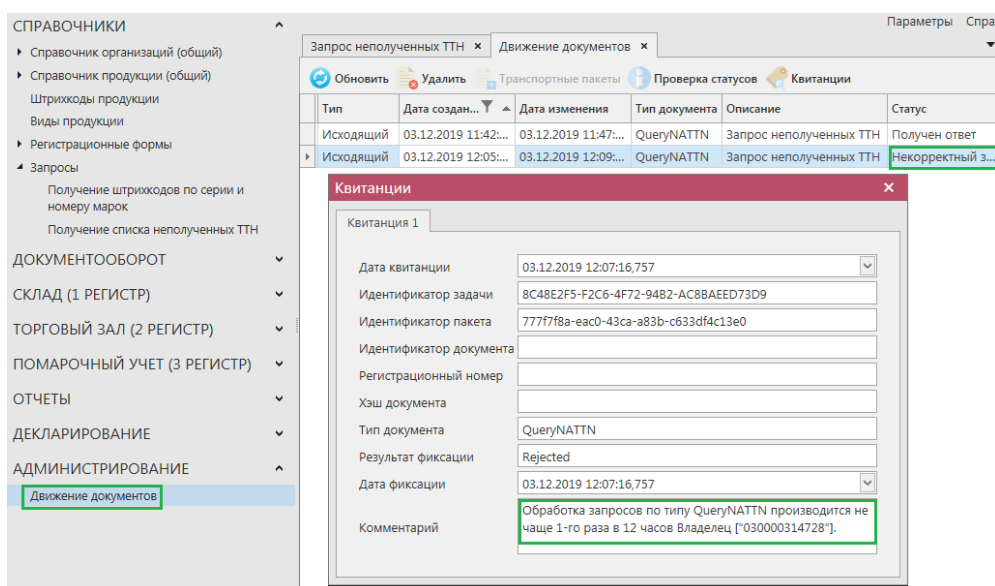 СПРАВОЧНИКИ
Справочник организаций (общий)
Справочник продукции (общий)
Штрихкоды продукции
Виды продукции
Регистрационные формы
Запросы
Получение штрихкодов по серии и
номеру марок
Получение списка неполученных ТТН
ДОКУМЕНТООБОРОТ
СКЛАД (1 РЕГИСТР)
ТОРГОВЫЙ ЗАЛ (2 РЕГИСТР)
ПОМАРОЧНЫЙ УЧЕТ (3 РЕГИСТР)
ОТЧЕТЫ
ДЕКЛАРИРОВАНИЕ
АДМИНИСТРИРОВАНИЕ
Движение документов
Параметры Спра
Запрос неполученных ТТН × Движение документов ×
Обновить Удалить Транспортные пакеты Проверка статусов Квитанции
Тип Дата создан... Дата изменения Тип документа Описание Статус
Исходящий 03.12.2019 11:42:... 03.12.2019 11:47:... QueryNATTN Запрос неполученных ТТН Получен ответ
Исходящий 03.12.2019 12:05:... 03.12.2019 12:09:... QueryNATTN Запрос неполученных ТТН Некорректный з...
Квитанции ×
Квитанция 1
Дата квитанции 03.12.2019 12:07:16,757
Идентификатор задачи 8C48E2F5-F2C6-4F72-94B2-AC8BAEED73D9
Идентификатор пакета 777f7f8a-eac0-43ca-a83b-c633df4c13e0
Идентификатор документа
Регистрационный номер
Хэш документа
Тип документа QueryNATTN
Результат фиксации Rejected
Дата фиксации 03.12.2019 12:07:16,757
Комментарий Обработка запросов по типу QueryNATTN производится не
чаще 1-го раза в 12 часов Владелец ["030000314728"].